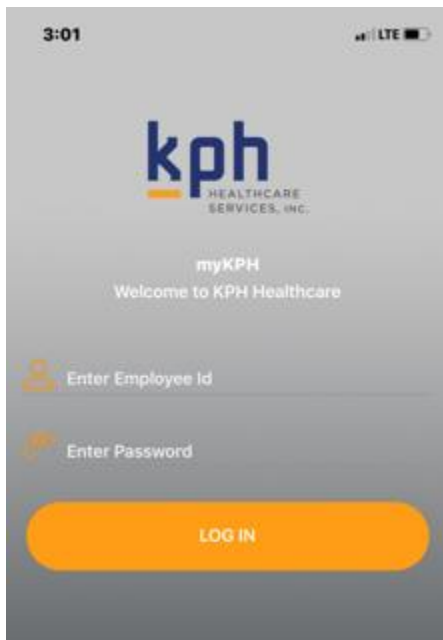 3:01 LTE
kph
HEALTHCARE
SERVICES, INC.
myKPH
Welcome to KPH Healthcare
Enter Employee Id
Enter Password
LOG IN